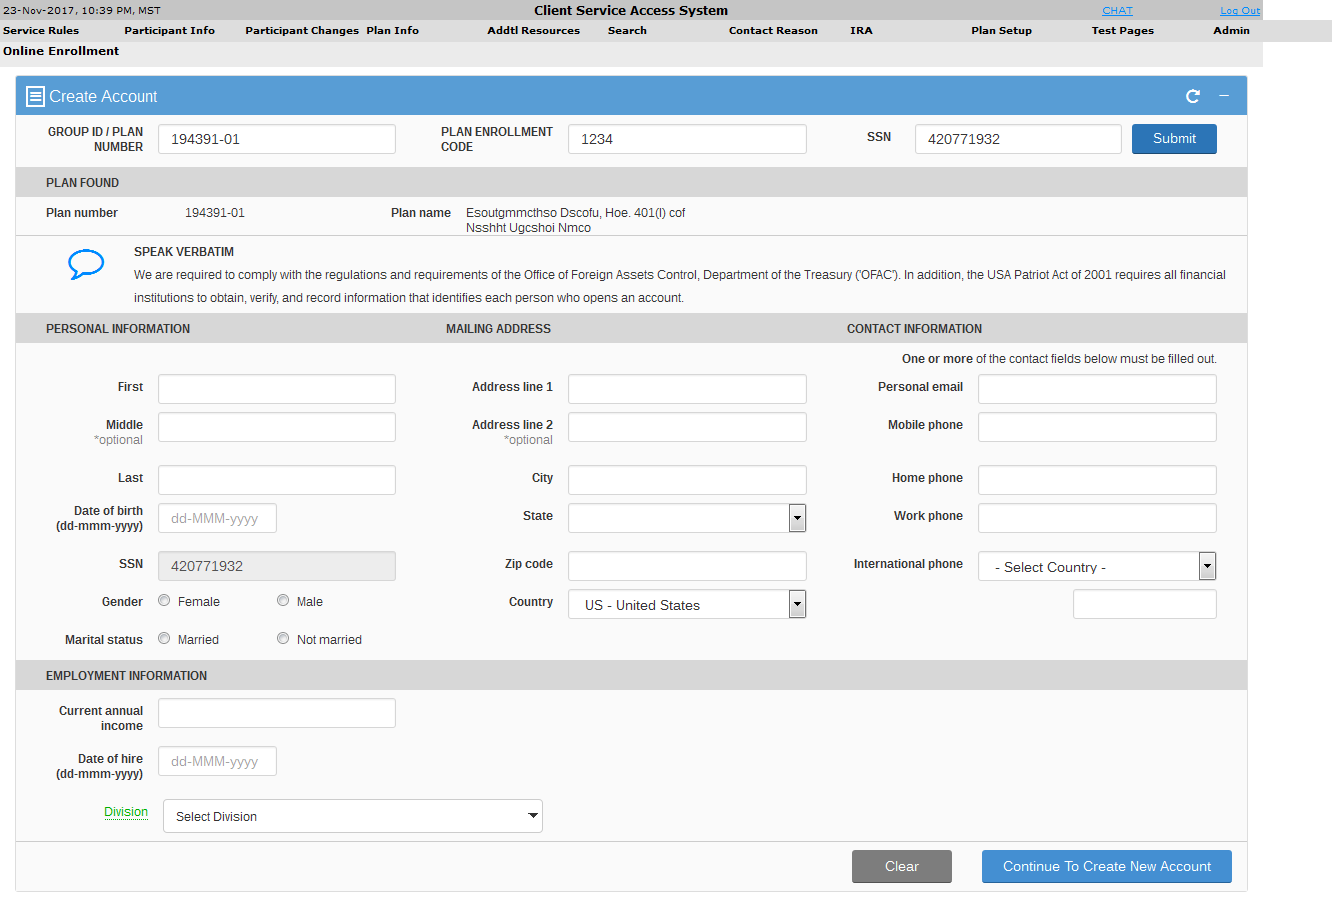 23-Nov-2017, 10:39 PM, MST Client Service Access System CHAT Log Out
Service Rules Participant Info Participant Changes Plan Info Addtl Resources Search Contact Reason IRA Plan Setup Test Pages Admin
Online Enrollment
Create Account
GROUP ID / PLAN NUMBER 194391-01 PLAN ENROLLMENT CODE 1234 SSN 420771932 Submit
PLAN FOUND
Plan number 194391-01 Plan name Esoutgmmcthso Dscofu, Hoe. 401(l) cof
Nsshht Ugcshoi Nmco
SPEAK VERBATIM
We are required to comply with the regulations and requirements of the Office of Foreign Assets Control, Department of the Treasury ('OFAC'). In addition, the USA Patriot Act of 2001 requires all financial
institutions to obtain, verify, and record information that identifies each person who opens an account.
PERSONAL INFORMATION MAILING ADDRESS CONTACT INFORMATION
One or more of the contact fields below must be filled out.
First Address line 1 Personal email
Middle Address line 2 Mobile phone
*optional *optional
Last City Home phone
Date of birth
(dd-mmm-yyyy) dd-MMM-yyyy State Work phone
SSN 420771932 Zip code International phone - Select Country -
Gender Female Male Country US - United States
Marital status Married Not married
EMPLOYMENT INFORMATION
Current annual
income
Date of hire
(dd-mmm-yyyy) dd-MMM-yyyy
Division Select Division
Clear Continue To Create New Account